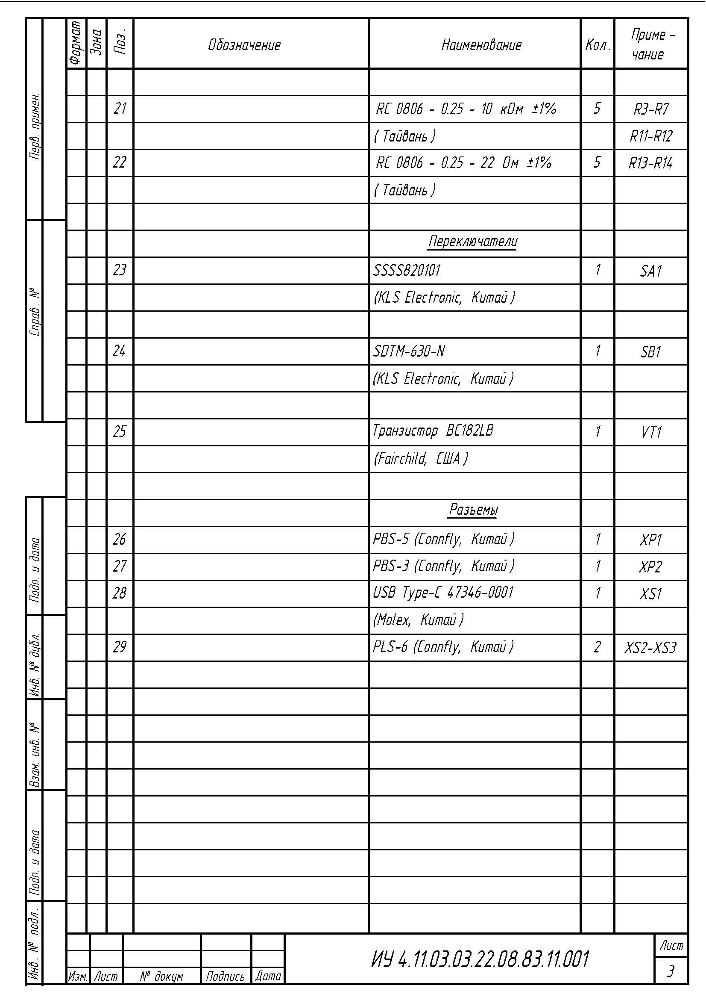 Формат Зона Поз. Обозначение Наименование Кол. Приме-
чание
21 RC 0806 - 0.25 - 10 кОм ±1% 5 R3-R7
(Тайвань) R11-R12
22 RC 0806 - 0.25 - 22 Ом ±1% 5 R13-R14
(Тайвань)
Переключатели
23 SSSS820101 1 SA1
(KLS Electronic, Китай)
24 SDTM-630-N 1 SB1
(KLS Electronic, Китай)
25 Транзистор BC182LB 1 VT1
(Fairchild, США)
Разъемы
26 PBS-5 (Connfly, Китай) 1 XP1
27 PBS-3 (Connfly, Китай) 1 XP2
28 USB Type-C 47346-0001 1 XS1
(Molex, Китай)
29 PLS-6 (Connfly, Китай) 2 XS2-XS3
Перв. примен.
Справ. №
Подп. и дата
Инв. № дубл.
Взам. инв. №
Подп. и дата
Инв. № подл.
Изм. Лист № докум Подпись Дата
ИУ 4.11.03.03.22.08.83.11.001
Лист
3